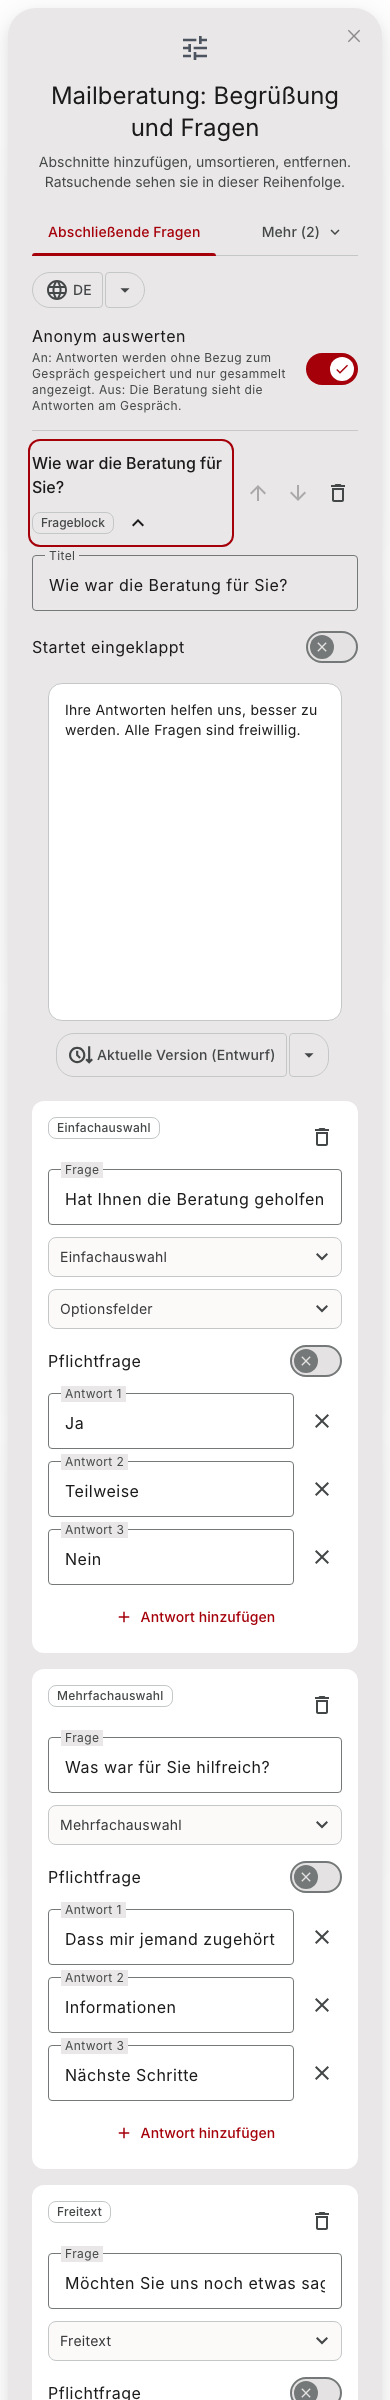 Mailberatung: Begrüßung
und Fragen
Abschnitte hinzufügen, umsortieren, entfernen.
Ratsuchende sehen sie in dieser Reihenfolge.
Abschließende Fragen
Mehr (2)
DE
Anonym auswerten
An: Antworten werden ohne Bezug zum
Gespräch gespeichert und nur gesammelt
angezeigt. Aus: Die Beratung sieht die
Antworten am Gespräch.
Wie war die Beratung für
Sie?
Frageblock
Titel
Wie war die Beratung für Sie?
Startet eingeklappt
Ihre Antworten helfen uns, besser zu
werden. Alle Fragen sind freiwillig.
Aktuelle Version (Entwurf)
Einfachauswahl
Frage
Hat Ihnen die Beratung geholfen
Einfachauswahl
Optionsfelder
Pflichtfrage
Antwort 1
Ja
Antwort 2
Teilweise
Antwort 3
Nein
+ Antwort hinzufügen
Mehrfachauswahl
Frage
Was war für Sie hilfreich?
Mehrfachauswahl
Pflichtfrage
Antwort 1
Dass mir jemand zugehört
Antwort 2
Informationen
Antwort 3
Nächste Schritte
+ Antwort hinzufügen
Freitext
Frage
Möchten Sie uns noch etwas sag
Freitext
Pflichtfrage